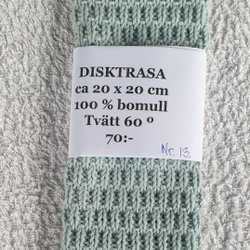 DISKTRASA
ca 20 x 20 cm
100 % bomull
Tvätt 60 º
70:-
Nr. 13